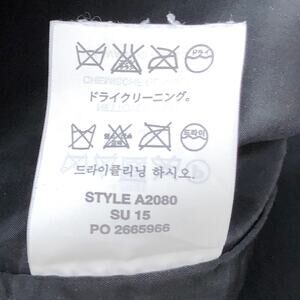 ドライ
ドライクリーニング。
드라이
드라이클리닝 하시오.
STYLE A2080
SU 15
PO 2665966